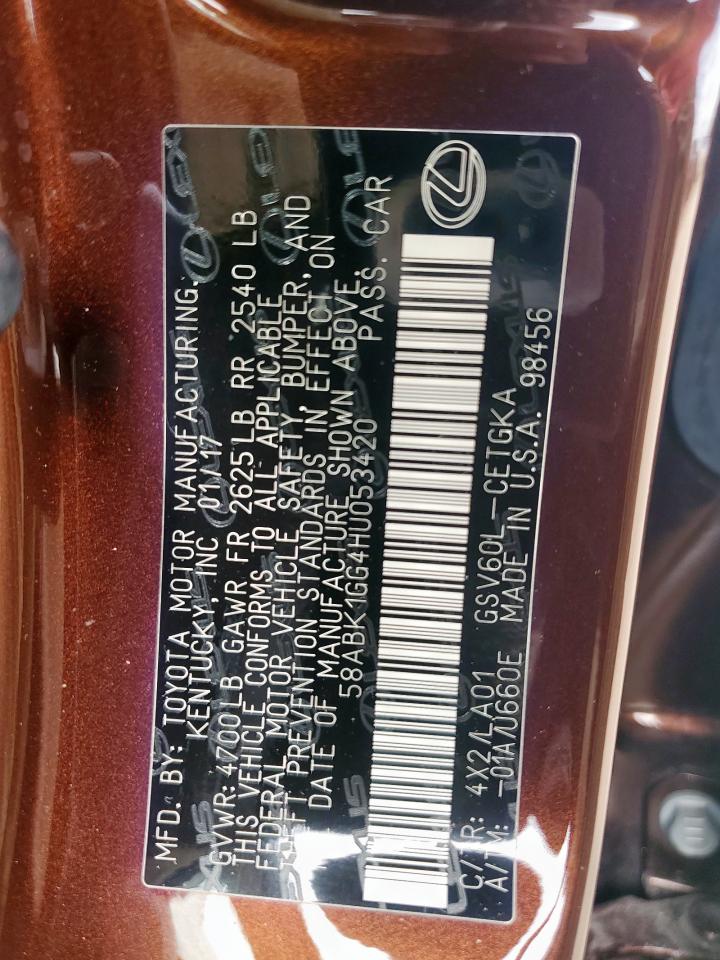 MFD. BY: TOYOTA MOTOR MANUFACTURING,
KENTUCKY, INC 01/17
GVWR: 4700LB GAWR FR 2625LB RR 2540 LB
THIS VEHICLE CONFORMS TO ALL APPLICABLE
FEDERAL MOTOR VEHICLE SAFETY, BUMPER, AND
THEFT PREVENTION STANDARDS IN EFFECT ON
DATE OF MANUFACTURE SHOWN ABOVE.
58ABK1GG4HU053420 PASS. CAR
C/TR: 4X2/LA01 GSV60L-CETGKA
A/TM: -01A/U660E MADE IN U.S.A. 98456